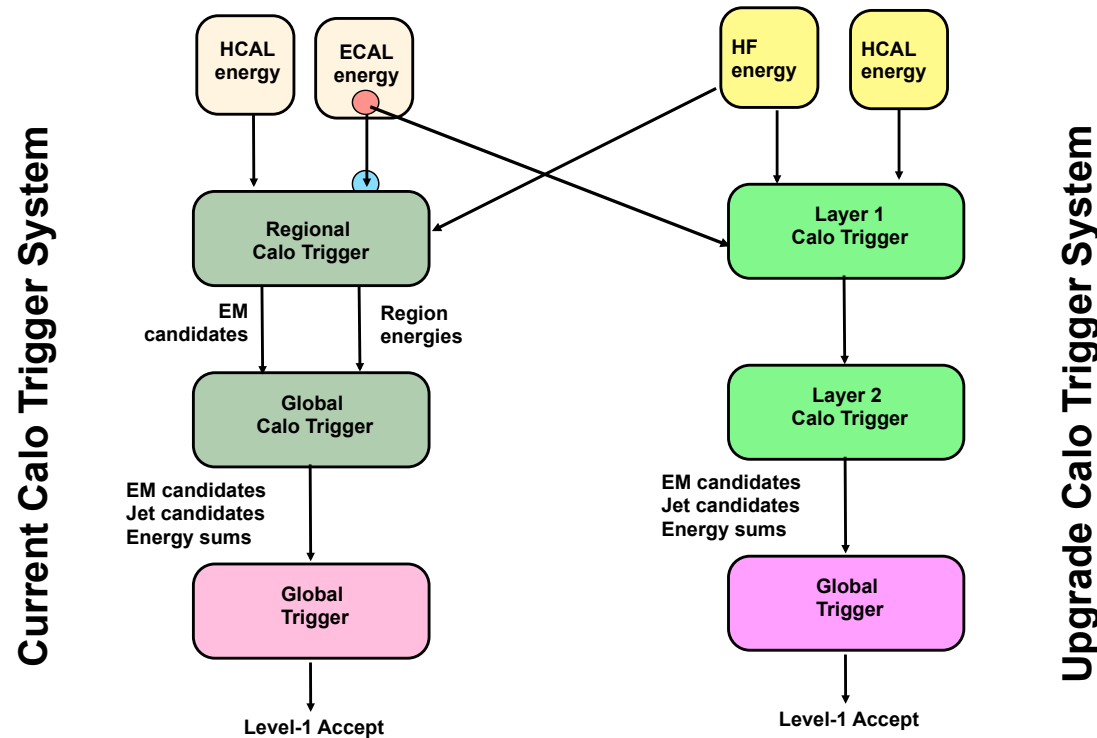 Current Calo Trigger System
HCAL
energy
ECAL
energy
HF
energy
HCAL
energy
Regional
Calo Trigger
Layer 1
Calo Trigger
EM
candidates
Region
energies
Global
Calo Trigger
Layer 2
Calo Trigger
EM candidates
Jet candidates
Energy sums
EM candidates
Jet candidates
Energy sums
Global
Trigger
Global
Trigger
Level-1 Accept
Level-1 Accept
Upgrade Calo Trigger System